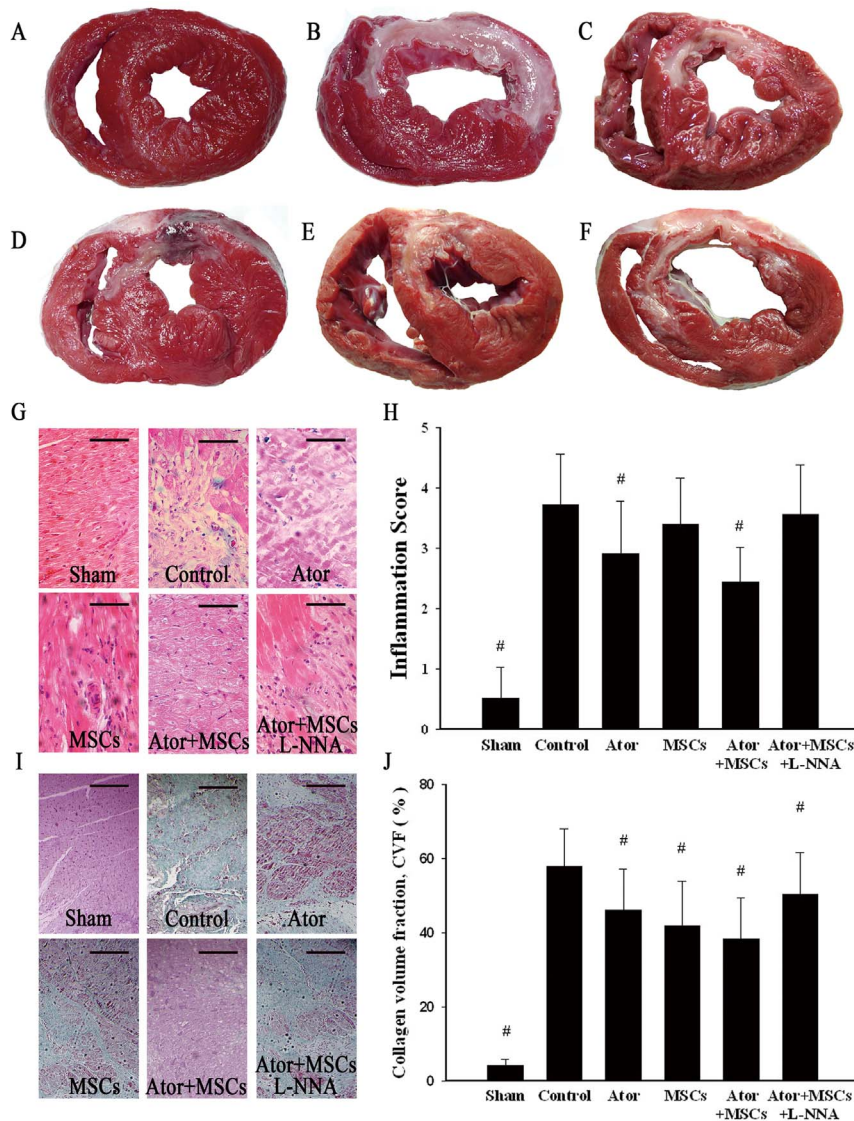 A
B
C
D
E
F
G
Sham
Control
Ator
MSCs
Ator+MSCs
Ator+MSCs
L-NNA
H
Inflammation Score
5
4
3
2
1
0
#
#
#
Sham
Control
Ator
MSCs
Ator
+MSCs
Ator+MSCs
+L-NNA
I
Sham
Control
Ator
MSCs
Ator+MSCs
Ator+MSCs
L-NNA
J
Collagen volume fraction, CVF ( % )
80
60
40
20
0
#
#
#
#
#
Sham
Control
Ator
MSCs
Ator
+MSCs
Ator+MSCs
+L-NNA